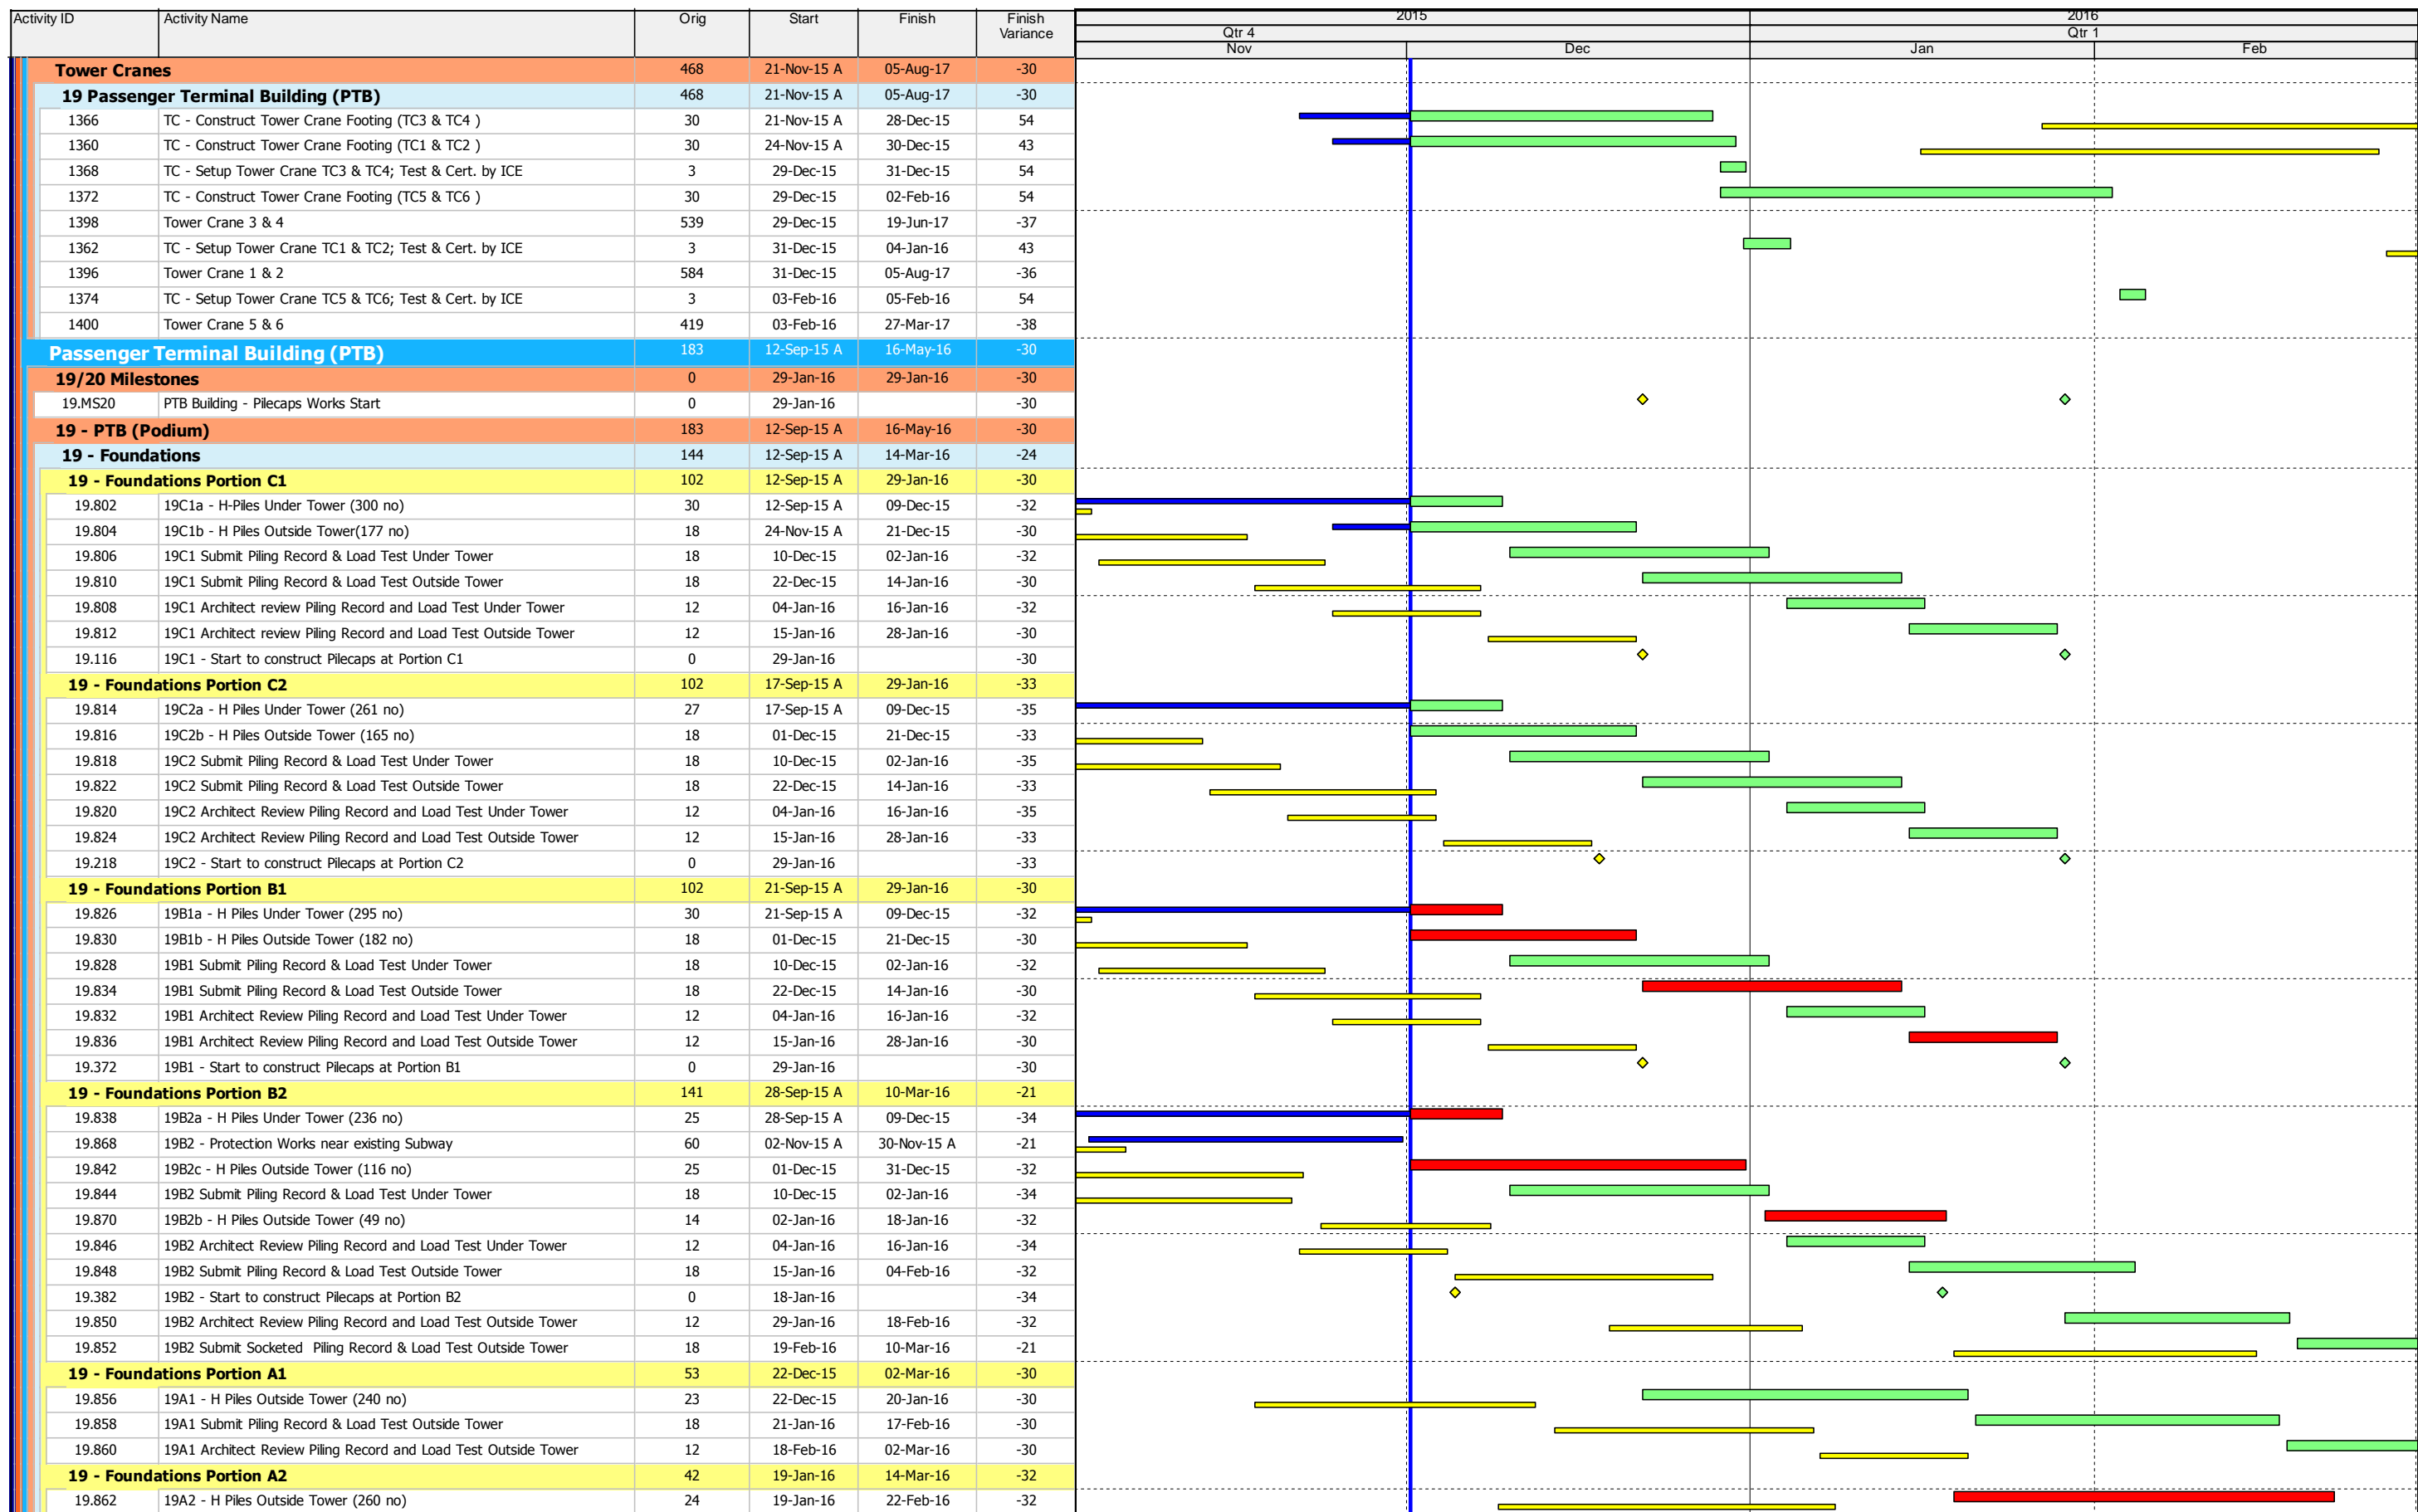 Activity ID Activity Name Orig Start Finish Finish Variance 2015 2016
Qtr 4 Qtr 1
Nov Dec Jan Feb
Tower Cranes 468 21-Nov-15 A 05-Aug-17 -30
19 Passenger Terminal Building (PTB) 468 21-Nov-15 A 05-Aug-17 -30
1366 TC - Construct Tower Crane Footing (TC3 & TC4 ) 30 21-Nov-15 A 28-Dec-15 54
1360 TC - Construct Tower Crane Footing (TC1 & TC2 ) 30 24-Nov-15 A 30-Dec-15 43
1368 TC - Setup Tower Crane TC3 & TC4; Test & Cert. by ICE 3 29-Dec-15 31-Dec-15 54
1372 TC - Construct Tower Crane Footing (TC5 & TC6 ) 30 29-Dec-15 02-Feb-16 54
1398 Tower Crane 3 & 4 539 29-Dec-15 19-Jun-17 -37
1362 TC - Setup Tower Crane TC1 & TC2; Test & Cert. by ICE 3 31-Dec-15 04-Jan-16 43
1396 Tower Crane 1 & 2 584 31-Dec-15 05-Aug-17 -36
1374 TC - Setup Tower Crane TC5 & TC6; Test & Cert. by ICE 3 03-Feb-16 05-Feb-16 54
1400 Tower Crane 5 & 6 419 03-Feb-16 27-Mar-17 -38
Passenger Terminal Building (PTB) 183 12-Sep-15 A 16-May-16 -30
19/20 Milestones 0 29-Jan-16 29-Jan-16 -30
19.MS20 PTB Building - Pilecaps Works Start 0 29-Jan-16 -30
19 - PTB (Podium) 183 12-Sep-15 A 16-May-16 -30
19 - Foundations 144 12-Sep-15 A 14-Mar-16 -24
19 - Foundations Portion C1 102 12-Sep-15 A 29-Jan-16 -30
19.802 19C1a - H-Piles Under Tower (300 no) 30 12-Sep-15 A 09-Dec-15 -32
19.804 19C1b - H Piles Outside Tower(177 no) 18 24-Nov-15 A 21-Dec-15 -30
19.806 19C1 Submit Piling Record & Load Test Under Tower 18 10-Dec-15 02-Jan-16 -32
19.810 19C1 Submit Piling Record & Load Test Outside Tower 18 22-Dec-15 14-Jan-16 -30
19.808 19C1 Architect review Piling Record and Load Test Under Tower 12 04-Jan-16 16-Jan-16 -32
19.812 19C1 Architect review Piling Record and Load Test Outside Tower 12 15-Jan-16 28-Jan-16 -30
19.116 19C1 - Start to construct Pilecaps at Portion C1 0 29-Jan-16 -30
19 - Foundations Portion C2 102 17-Sep-15 A 29-Jan-16 -33
19.814 19C2a - H Piles Under Tower (261 no) 27 17-Sep-15 A 09-Dec-15 -35
19.816 19C2b - H Piles Outside Tower (165 no) 18 01-Dec-15 21-Dec-15 -33
19.818 19C2 Submit Piling Record & Load Test Under Tower 18 10-Dec-15 02-Jan-16 -35
19.822 19C2 Submit Piling Record & Load Test Outside Tower 18 22-Dec-15 14-Jan-16 -33
19.820 19C2 Architect Review Piling Record and Load Test Under Tower 12 04-Jan-16 16-Jan-16 -35
19.824 19C2 Architect Review Piling Record and Load Test Outside Tower 12 15-Jan-16 28-Jan-16 -33
19.218 19C2 - Start to construct Pilecaps at Portion C2 0 29-Jan-16 -33
19 - Foundations Portion B1 102 21-Sep-15 A 29-Jan-16 -30
19.826 19B1a - H Piles Under Tower (295 no) 30 21-Sep-15 A 09-Dec-15 -32
19.830 19B1b - H Piles Outside Tower (182 no) 18 01-Dec-15 21-Dec-15 -30
19.828 19B1 Submit Piling Record & Load Test Under Tower 18 10-Dec-15 02-Jan-16 -32
19.834 19B1 Submit Piling Record & Load Test Outside Tower 18 22-Dec-15 14-Jan-16 -30
19.832 19B1 Architect Review Piling Record and Load Test Under Tower 12 04-Jan-16 16-Jan-16 -32
19.836 19B1 Architect Review Piling Record and Load Test Outside Tower 12 15-Jan-16 28-Jan-16 -30
19.372 19B1 - Start to construct Pilecaps at Portion B1 0 29-Jan-16 -30
19 - Foundations Portion B2 141 28-Sep-15 A 10-Mar-16 -21
19.838 19B2a - H Piles Under Tower (236 no) 25 28-Sep-15 A 09-Dec-15 -34
19.868 19B2 - Protection Works near existing Subway 60 02-Nov-15 A 30-Nov-15 A -21
19.842 19B2c - H Piles Outside Tower (116 no) 25 01-Dec-15 31-Dec-15 -32
19.844 19B2 Submit Piling Record & Load Test Under Tower 18 10-Dec-15 02-Jan-16 -34
19.870 19B2b - H Piles Outside Tower (49 no) 14 02-Jan-16 18-Jan-16 -32
19.846 19B2 Architect Review Piling Record and Load Test Under Tower 12 04-Jan-16 16-Jan-16 -34
19.848 19B2 Submit Piling Record & Load Test Outside Tower 18 15-Jan-16 04-Feb-16 -32
19.382 19B2 - Start to construct Pilecaps at Portion B2 0 18-Jan-16 -34
19.850 19B2 Architect Review Piling Record and Load Test Outside Tower 12 29-Jan-16 18-Feb-16 -32
19.852 19B2 Submit Socketed Piling Record & Load Test Outside Tower 18 19-Feb-16 10-Mar-16 -21
19 - Foundations Portion A1 53 22-Dec-15 02-Mar-16 -30
19.856 19A1 - H Piles Outside Tower (240 no) 23 22-Dec-15 20-Jan-16 -30
19.858 19A1 Submit Piling Record & Load Test Outside Tower 18 21-Jan-16 17-Feb-16 -30
19.860 19A1 Architect Review Piling Record and Load Test Outside Tower 12 18-Feb-16 02-Mar-16 -30
19 - Foundations Portion A2 42 19-Jan-16 14-Mar-16 -32
19.862 19A2 - H Piles Outside Tower (260 no) 24 19-Jan-16 22-Feb-16 -32